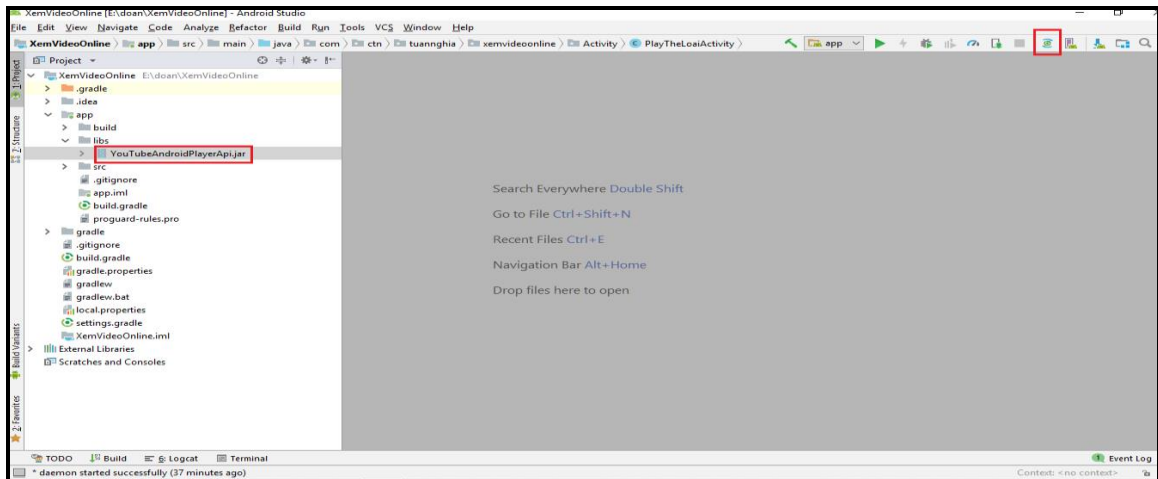 XemVideoOnline [E:\doan\XemVideoOnline] - Android Studio
File Edit View Navigate Code Analyze Refactor Build Run Tools VCS Window Help
XemVideoOnline app src main java com ctn tuannghia xemvideoonline Activity PlayTheLoaiActivity app
Project
XemVideoOnline E:\doan\XemVideoOnline
.gradle
.idea
app
build
libs
YouTubeAndroidPlayerApi.jar
src
.gitignore
app.iml
build.gradle
proguard-rules.pro
gradle
.gitignore
build.gradle
gradle.properties
gradlew
gradlew.bat
local.properties
settings.gradle
XemVideoOnline.iml
External Libraries
Scratches and Consoles
1: Project
7: Structure
Build Variants
2: Favorites
Search Everywhere Double Shift
Go to File Ctrl+Shift+N
Recent Files Ctrl+E
Navigation Bar Alt+Home
Drop files here to open
TODO Build 6: Logcat Terminal Event Log
* daemon started successfully (37 minutes ago) Context: <no context>